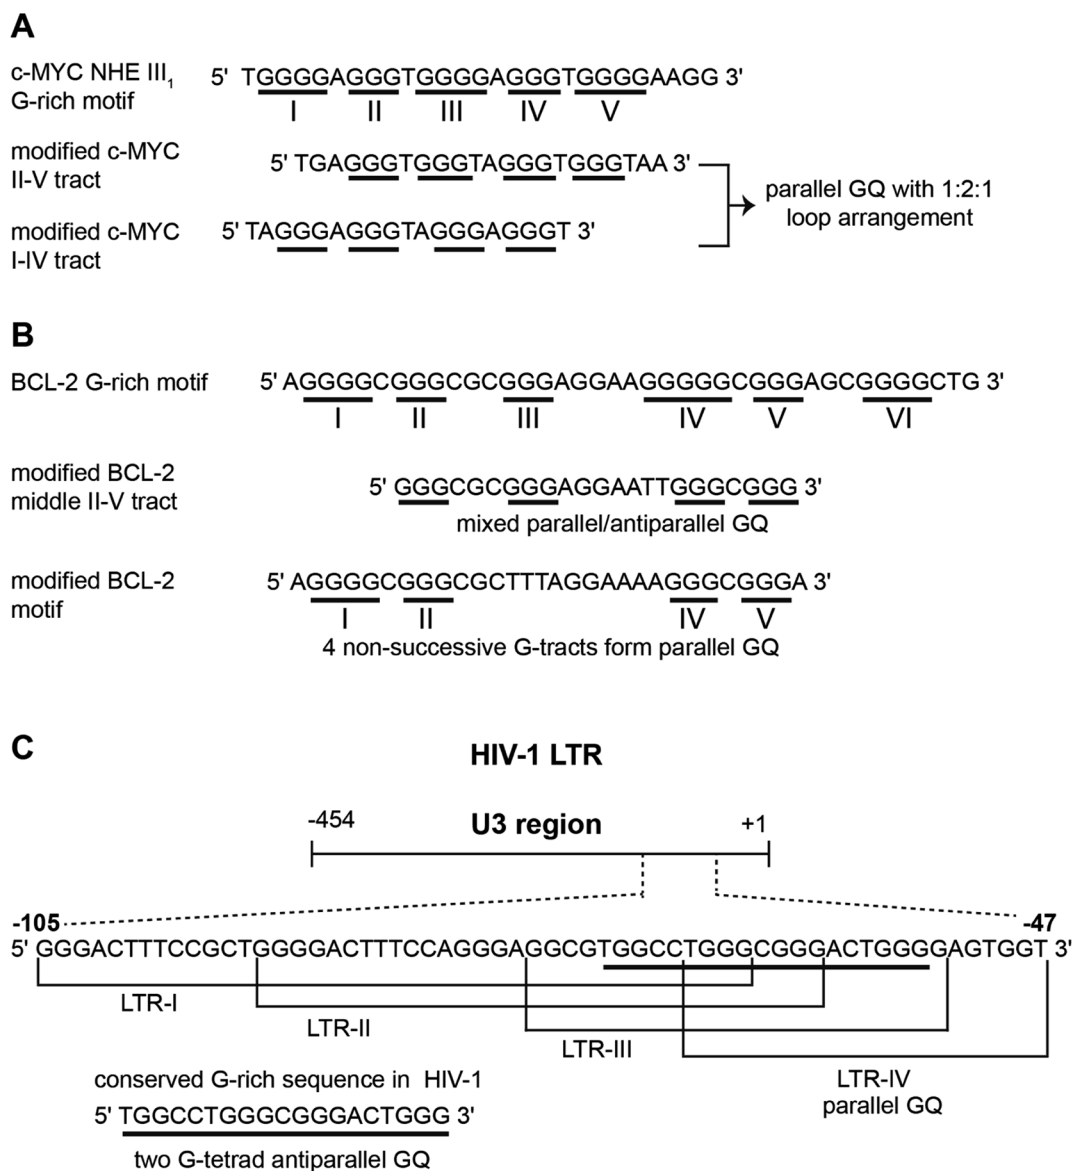 A
c-MYC NHE III1 5' TGGGGAGGGTGGGGAGGGTGGGGAAGG 3'
G-rich motif
I II III IV V
modified c-MYC
II-V tract
5' TGAGGGTGGGTAGGGTGGGTAA 3'
modified c-MYC
I-IV tract
5' TAGGGAGGGTAGGGAGGGT 3'
parallel GQ with 1:2:1
loop arrangement
B
BCL-2 G-rich motif 5' AGGGGCGGGCGCGGGAGGAAGGGGGCGGGAGCGGGGCTG 3'
I II III IV V VI
modified BCL-2
middle II-V tract
5' GGGCGCGGGAGGAATTGGGCGGG 3'
mixed parallel/antiparallel GQ
modified BCL-2
motif
5' AGGGGCGGGCGCTTTAGGAAAAGGGCGGGA 3'
I II IV V
4 non-successive G-tracts form parallel GQ
C
HIV-1 LTR
-454 U3 region +1
-105 -47
5' GGGACTTTCCGCTGGGGACTTTCCAGGGAGGCGTGGCCTGGGCGGGACTGGGGAGTGGT 3'
LTR-I
LTR-II
LTR-III
LTR-IV
parallel GQ
conserved G-rich sequence in HIV-1
5' TGGCCTGGGCGGGACTGGG 3'
two G-tetrad antiparallel GQ